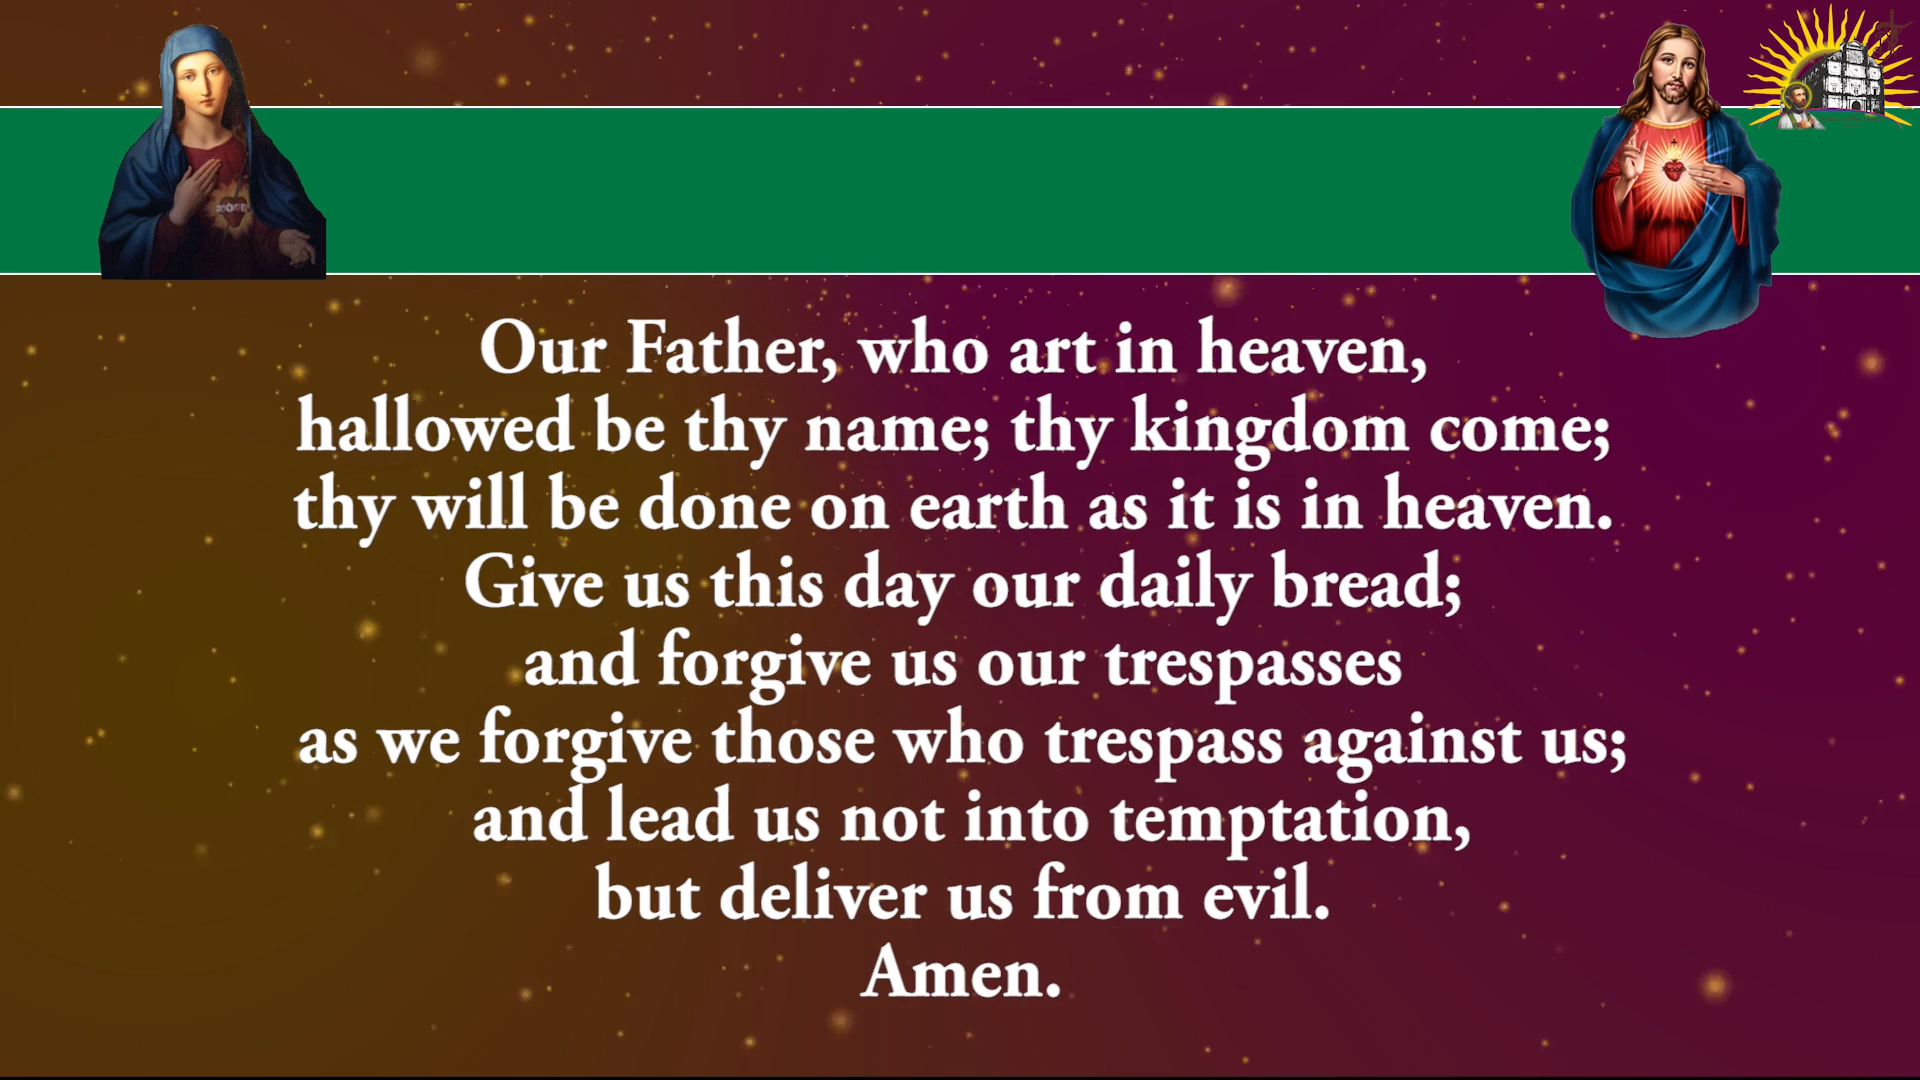 Our Father, who art in heaven,
hallowed be thy name; thy kingdom come;
thy will be done on earth as it is in heaven.
Give us this day our daily bread;
and forgive us our trespasses
as we forgive those who trespass against us;
and lead us not into temptation,
but deliver us from evil.
Amen.